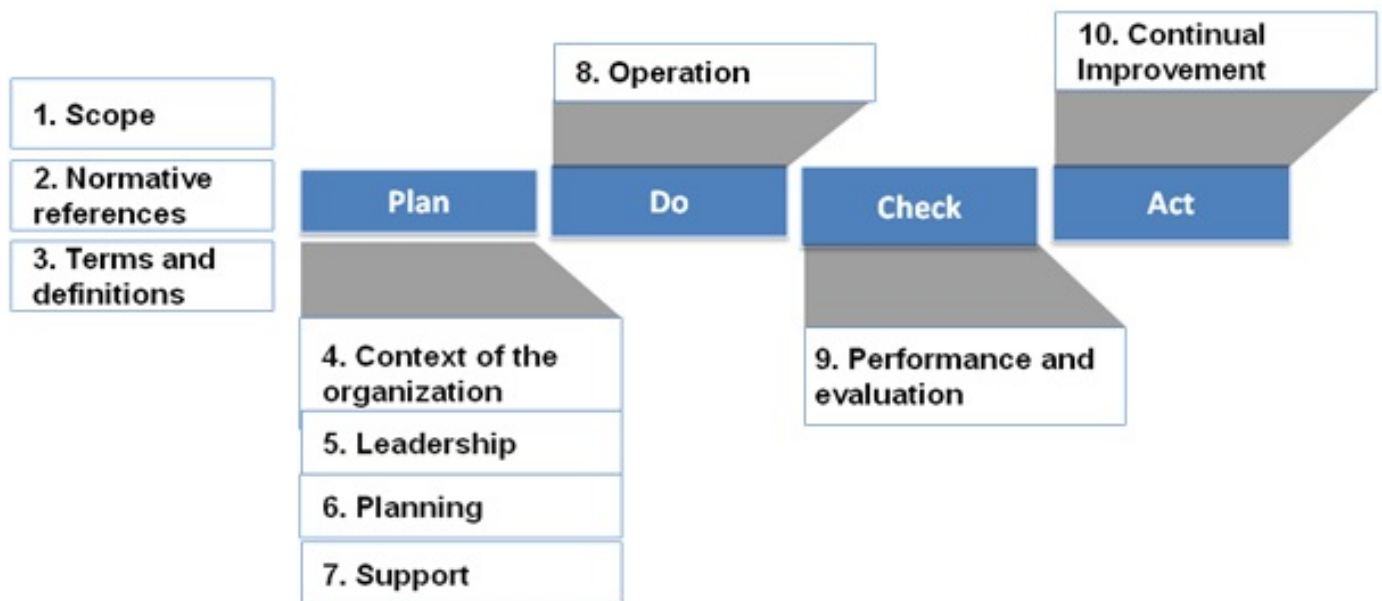 1. Scope
2. Normative
references
3. Terms and
definitions
Plan
4. Context of the
organization
5. Leadership
6. Planning
7. Support
8. Operation
Do
Check
9. Performance and
evaluation
10. Continual
Improvement
Act